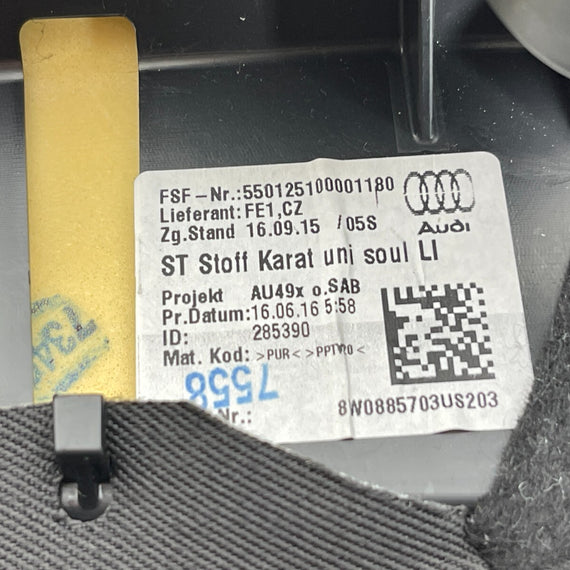 FSF-Nr.:550125100001180
Lieferant: FE1,CZ
Zg.Stand 16.09.15 /05S
Audi
ST Stoff Karat uni soul LI
Projekt AU49x o.SAB
Pr.Datum:16.06.16 5:58
ID: 285390
Mat. Kod: >PUR< 
7558
Nr.:
8W0885703US203